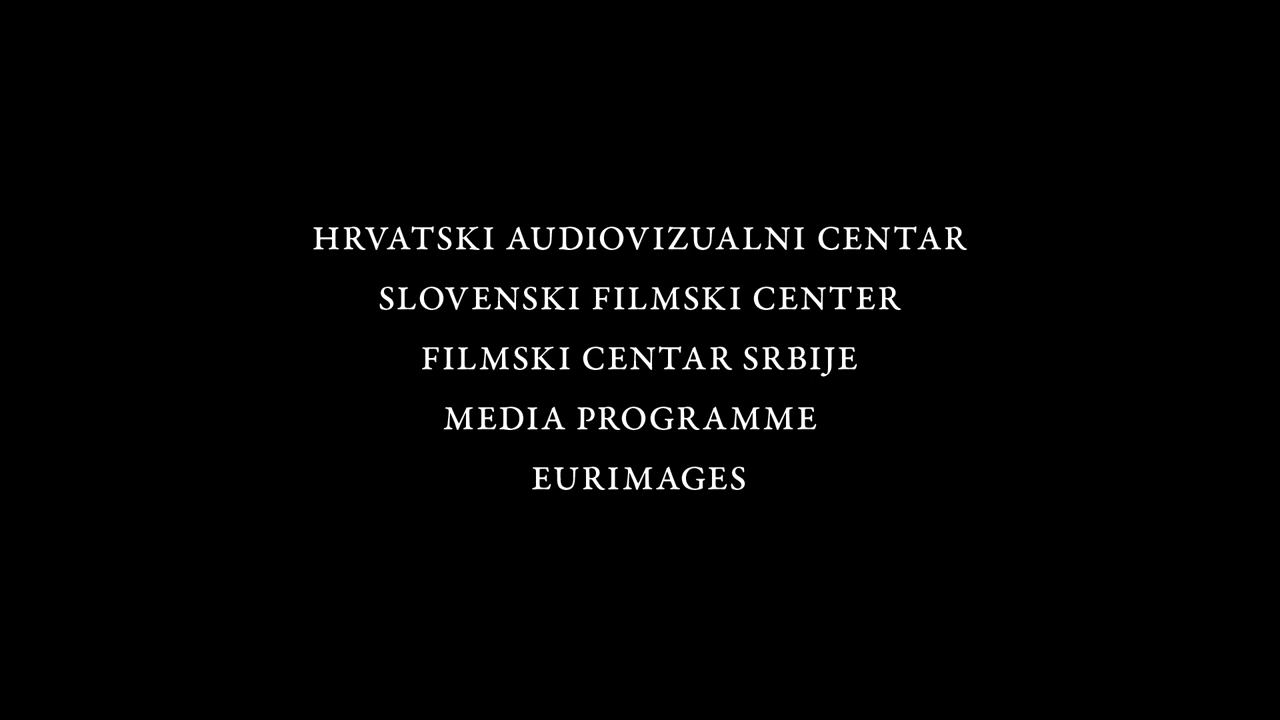 HRVATSKI AUDIOVIZUALNI CENTAR
SLOVENSKI FILMSKI CENTER
FILMSKI CENTAR SRBIJE
MEDIA PROGRAMME
EURIMAGES